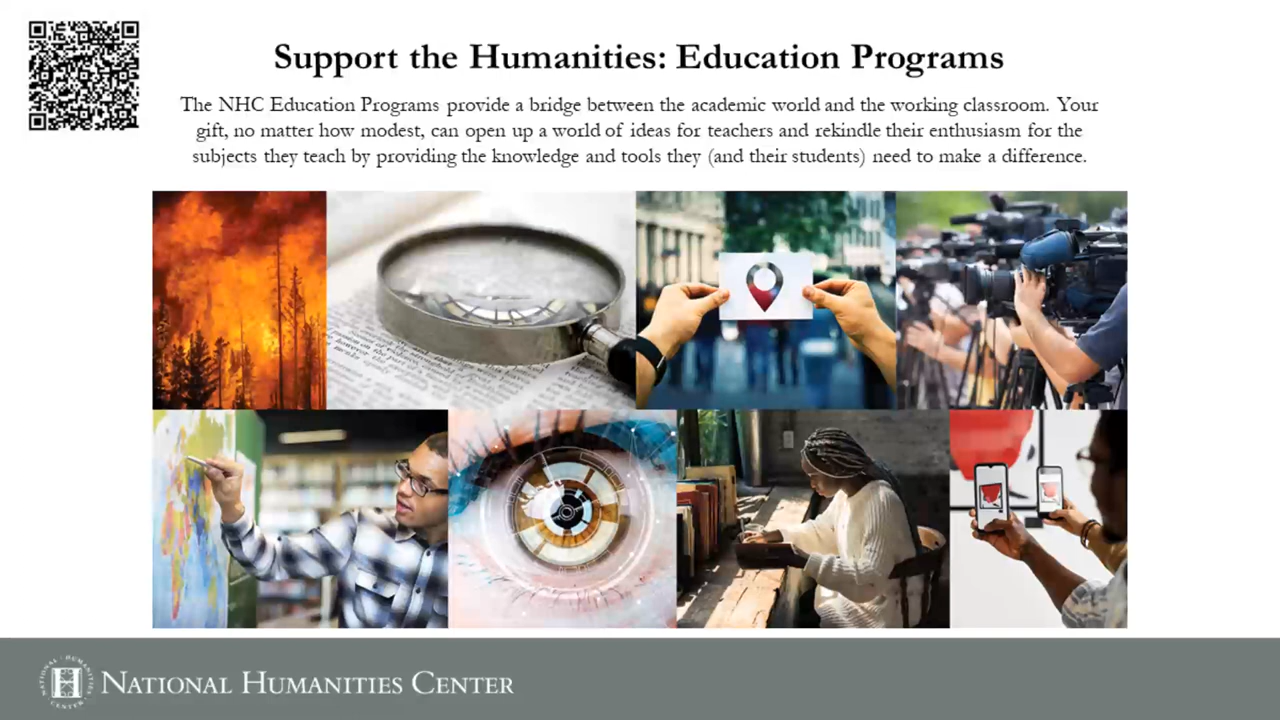 Support the Humanities: Education Programs
The NHC Education Programs provide a bridge between the academic world and the working classroom. Your
gift, no matter how modest, can open up a world of ideas for teachers and rekindle their enthusiasm for the
subjects they teach by providing the knowledge and tools they (and their students) need to make a difference.
NATIONAL HUMANITIES CENTER
NATIONAL HUMANITIES CENTER